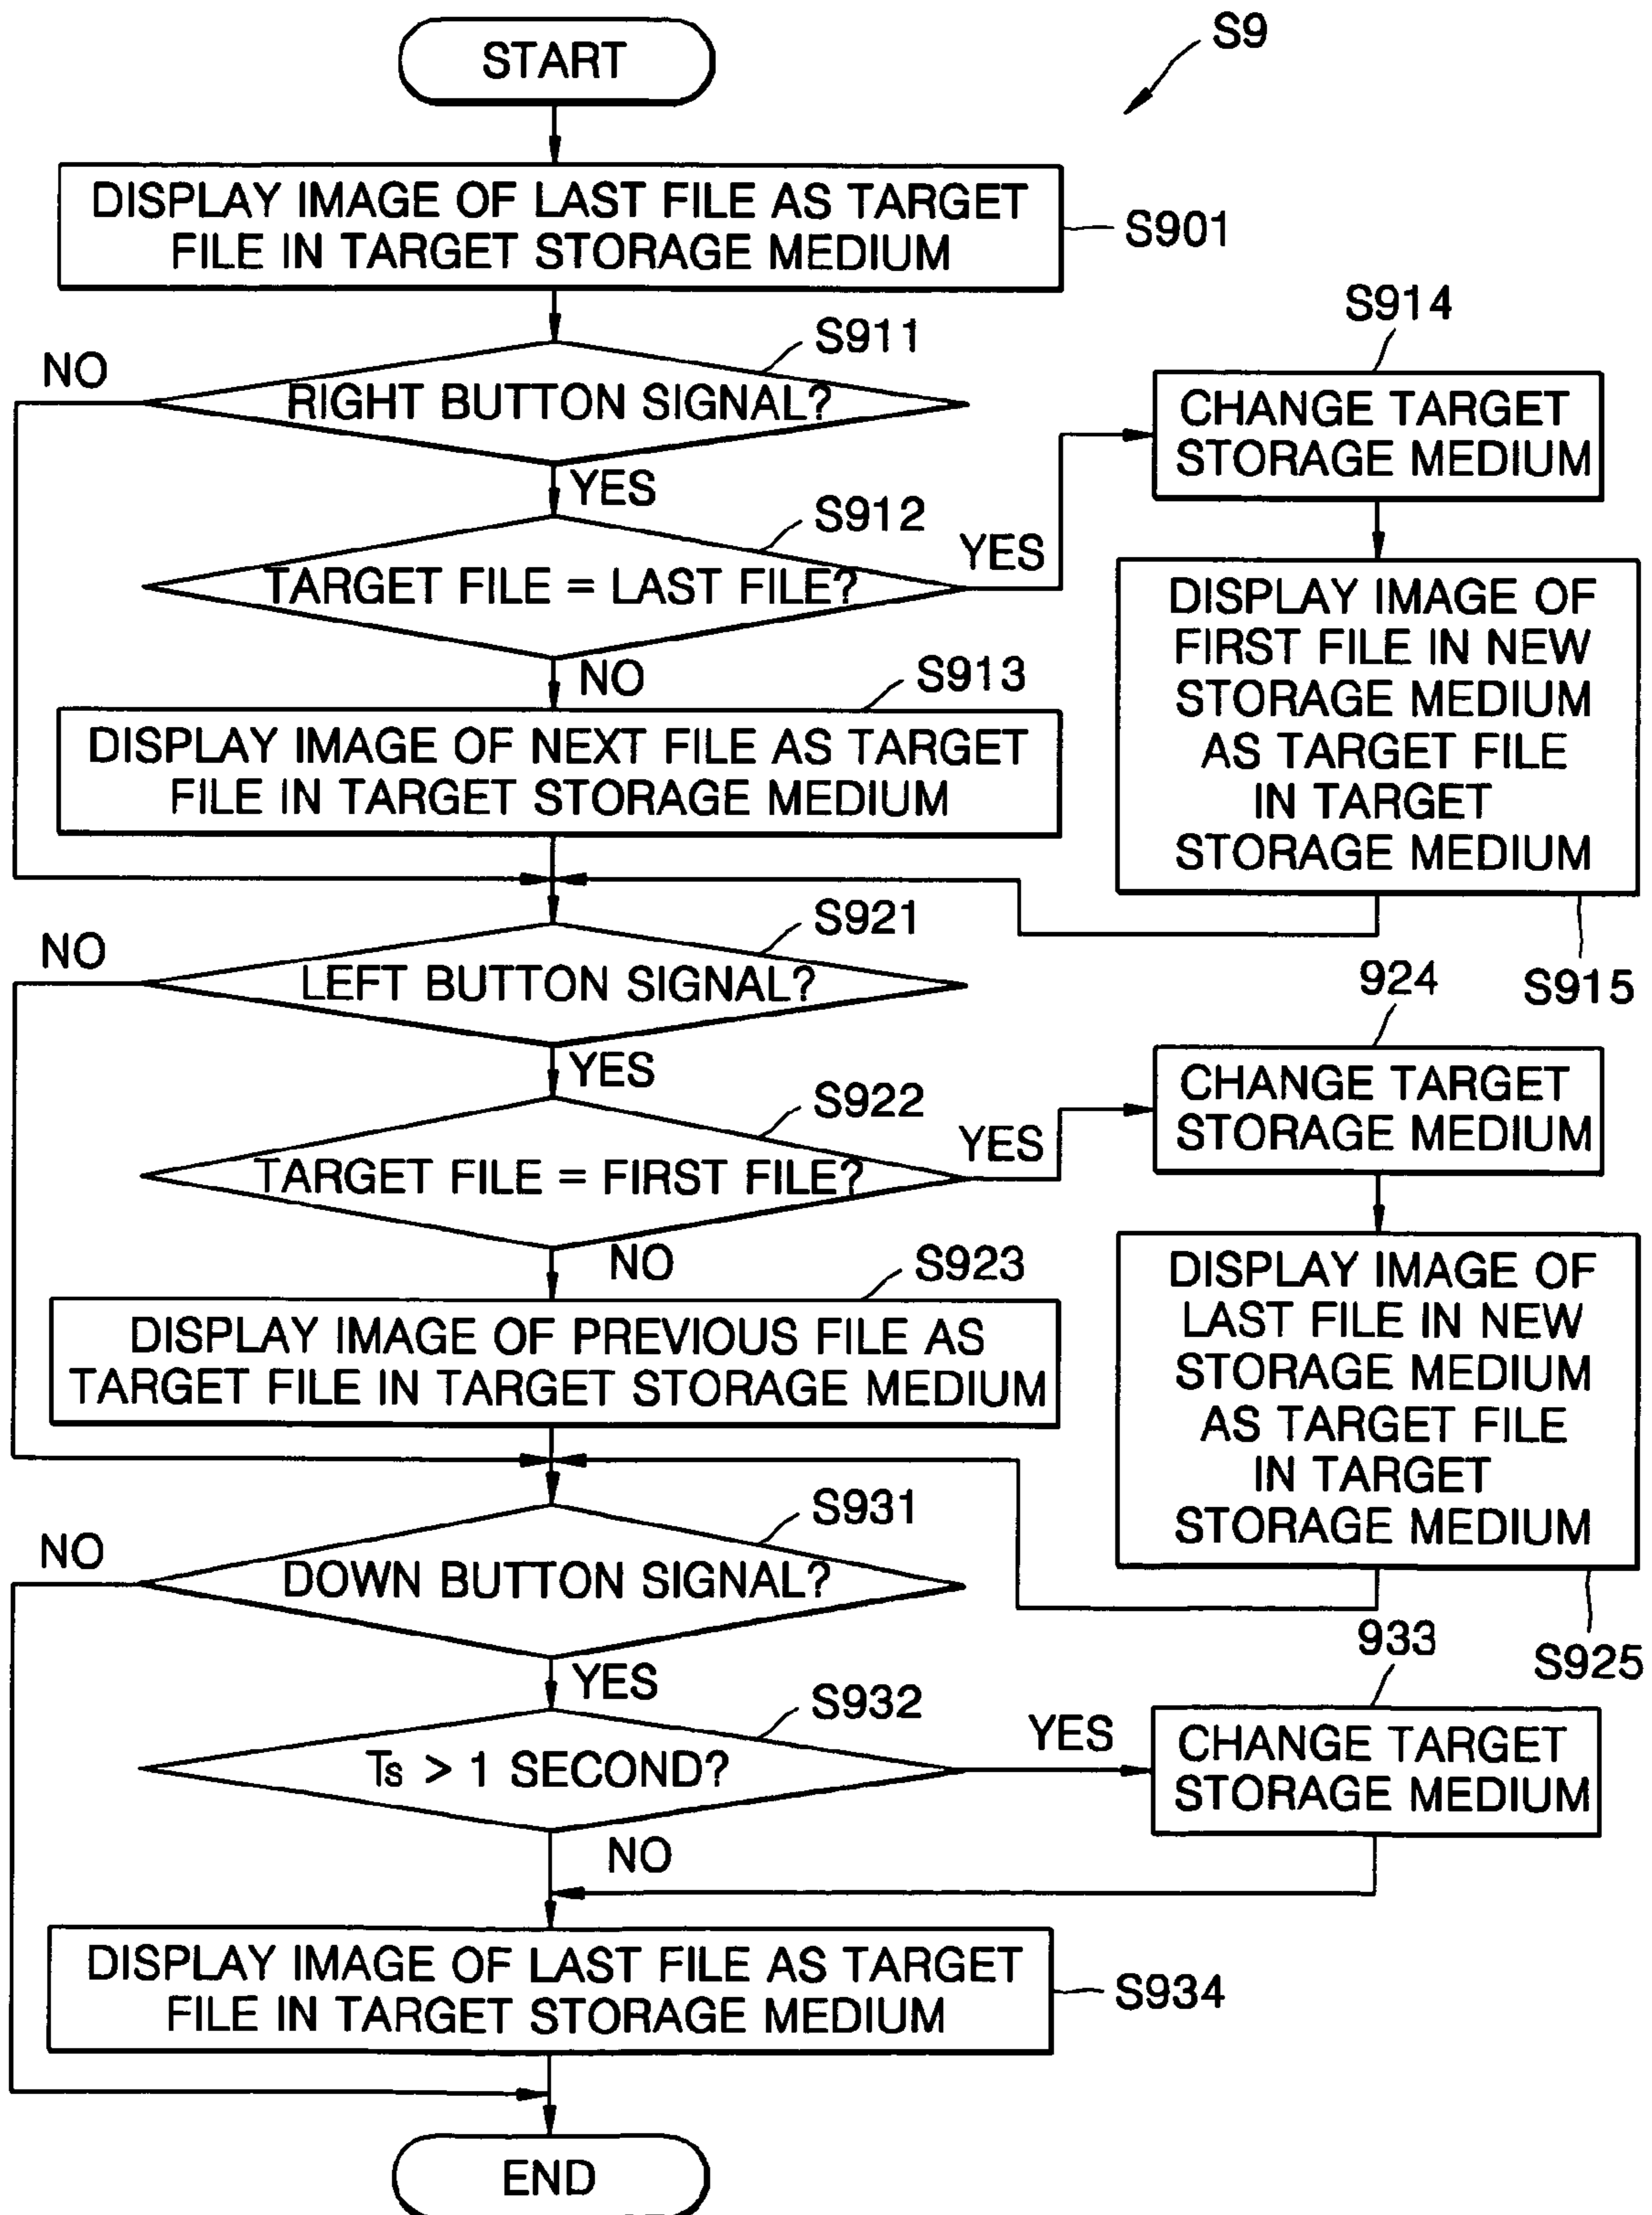 START
S9
DISPLAY IMAGE OF LAST FILE AS TARGET
FILE IN TARGET STORAGE MEDIUM
S901
S911
NO
RIGHT BUTTON SIGNAL?
YES
S912
TARGET FILE = LAST FILE?
YES
S914
CHANGE TARGET
STORAGE MEDIUM
NO
S913
DISPLAY IMAGE OF NEXT FILE AS TARGET
FILE IN TARGET STORAGE MEDIUM
DISPLAY IMAGE OF
FIRST FILE IN NEW
STORAGE MEDIUM
AS TARGET FILE
IN TARGET
STORAGE MEDIUM
S915
S921
NO
LEFT BUTTON SIGNAL?
YES
S922
TARGET FILE = FIRST FILE?
YES
924
CHANGE TARGET
STORAGE MEDIUM
NO
S923
DISPLAY IMAGE OF PREVIOUS FILE AS
TARGET FILE IN TARGET STORAGE MEDIUM
DISPLAY IMAGE OF
LAST FILE IN NEW
STORAGE MEDIUM
AS TARGET FILE
IN TARGET
STORAGE MEDIUM
S925
S931
NO
DOWN BUTTON SIGNAL?
YES
S932
Ts > 1 SECOND?
YES
933
CHANGE TARGET
STORAGE MEDIUM
NO
DISPLAY IMAGE OF LAST FILE AS TARGET
FILE IN TARGET STORAGE MEDIUM
S934
END